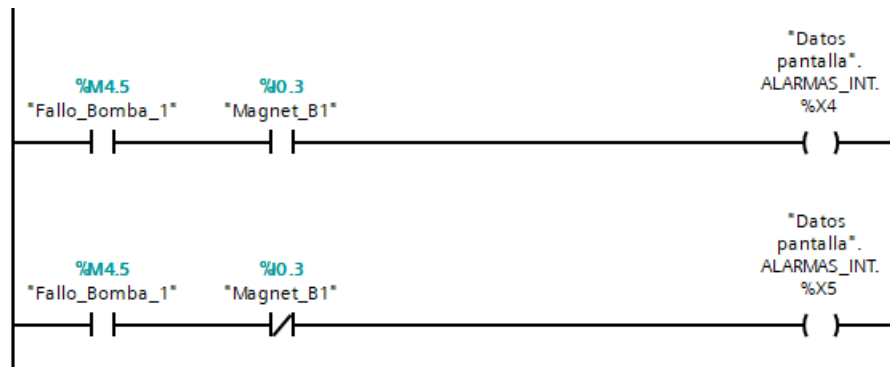 "Datos
pantalla".
ALARMAS_INT.
%X4
%M4.5
"Fallo_Bomba_1"
%I0.3
"Magnet_B1"
"Datos
pantalla".
ALARMAS_INT.
%X5
%M4.5
"Fallo_Bomba_1"
%I0.3
"Magnet_B1"